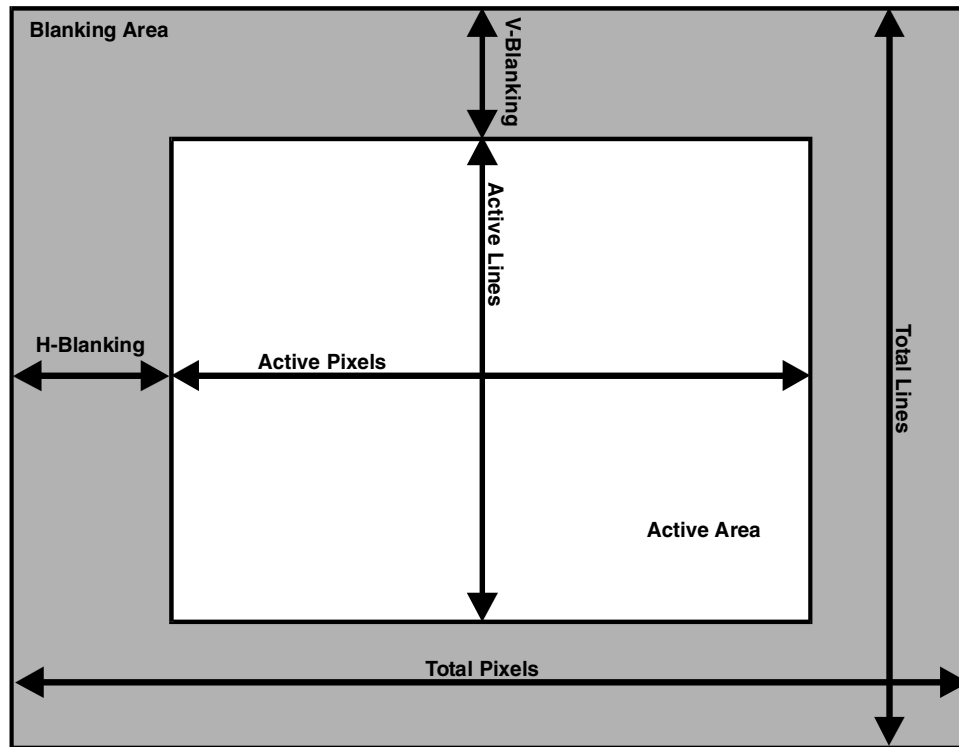 Blanking Area
V-Blanking
Active Lines
H-Blanking
Active Pixels
Total Lines
Active Area
Total Pixels